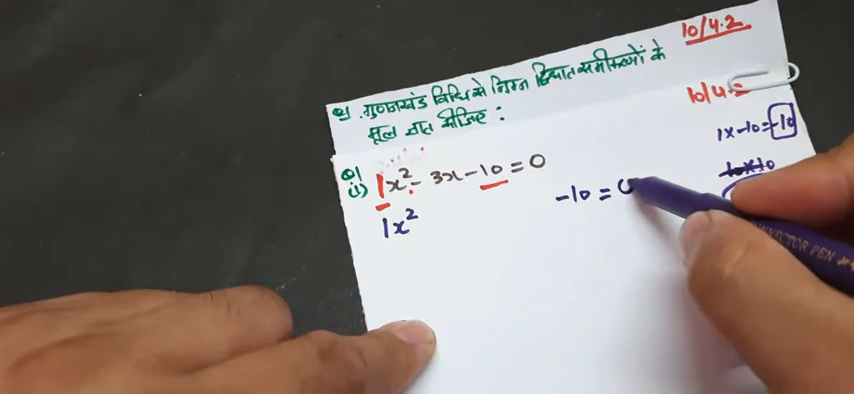 10/4.2
Q. गुणनखंड विधि से निम्न द्विघात समीकरणों के
मूल ज्ञात कीजिए :
10/4.2
1x-10=-10
Q1
(i) 1x² - 3x - 10 = 0
1x² -10 = 0